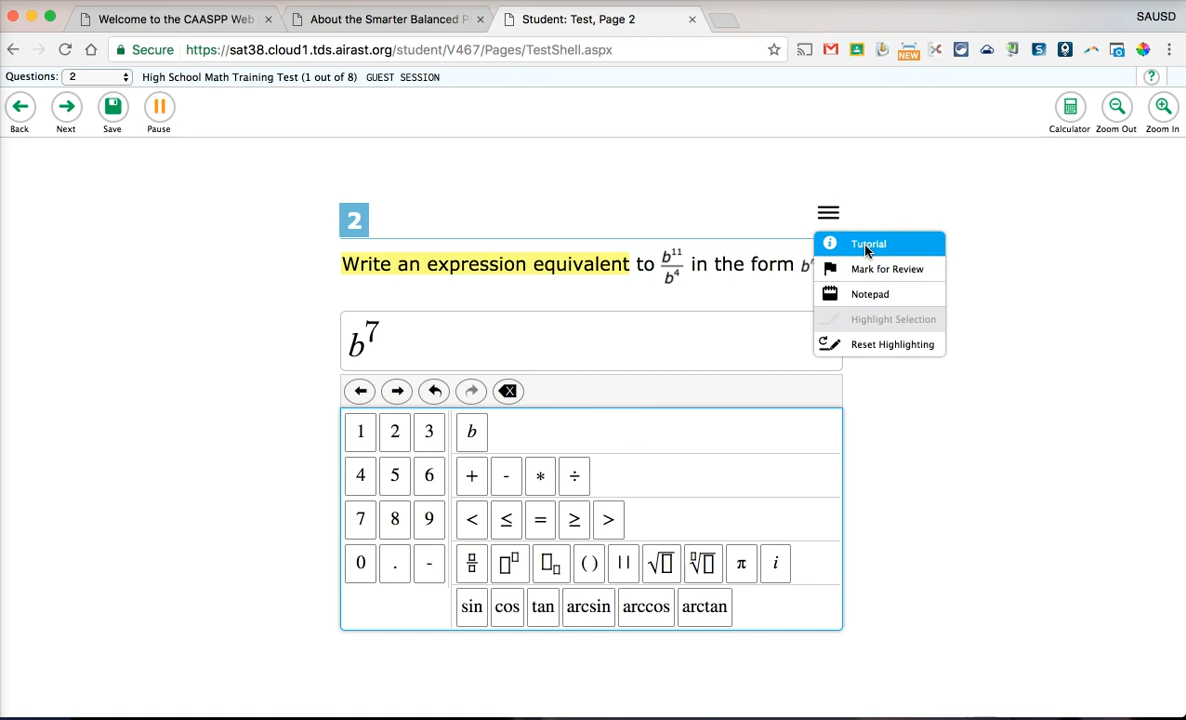 Welcome to the CAASPP Web S × About the Smarter Balanced P × Student: Test, Page 2 × SAUSD
Secure https://sat38.cloud1.tds.airast.org/student/V467/Pages/TestShell.aspx
NEW
Questions: 2 High School Math Training Test (1 out of 8) GUEST SESSION ?
Back Next Save Pause Calculator Zoom Out Zoom In
2
Write an expression equivalent to b¹¹/b⁴ in the form
Tutorial
Mark for Review
Notepad
Highlight Selection
Reset Highlighting
b⁷
1 2 3 b
4 5 6 + - * ÷
7 8 9 < ≤ = ≥ >
0 . - ( ) | | √ √ π i
sin cos tan arcsin arccos arctan